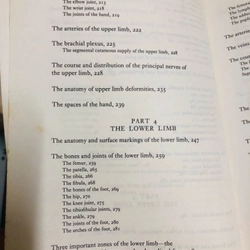 The elbow joint, 213
The wrist joint, 218
The joints of the hand, 219
The arteries of the upper limb, 222
The brachial plexus, 225
The segmental cutaneous supply of the upper limb, 228
The course and distribution of the principal nerves
of the upper limb, 228
The anatomy of upper limb deformities, 235
The spaces of the hand, 239
PART 4
THE LOWER LIMB
The anatomy and surface markings of the lower limb, 247
The bones and joints of the lower limb, 259
The femur, 259
The patella, 265
The tibia, 266
The fibula, 268
The bones of the foot, 269
The hip, 270
The knee joint, 275
The tibiofibular joints, 279
The ankle, 279
The joints of the foot, 281
The arches of the foot, 281
Three important zones of the lower limb—the